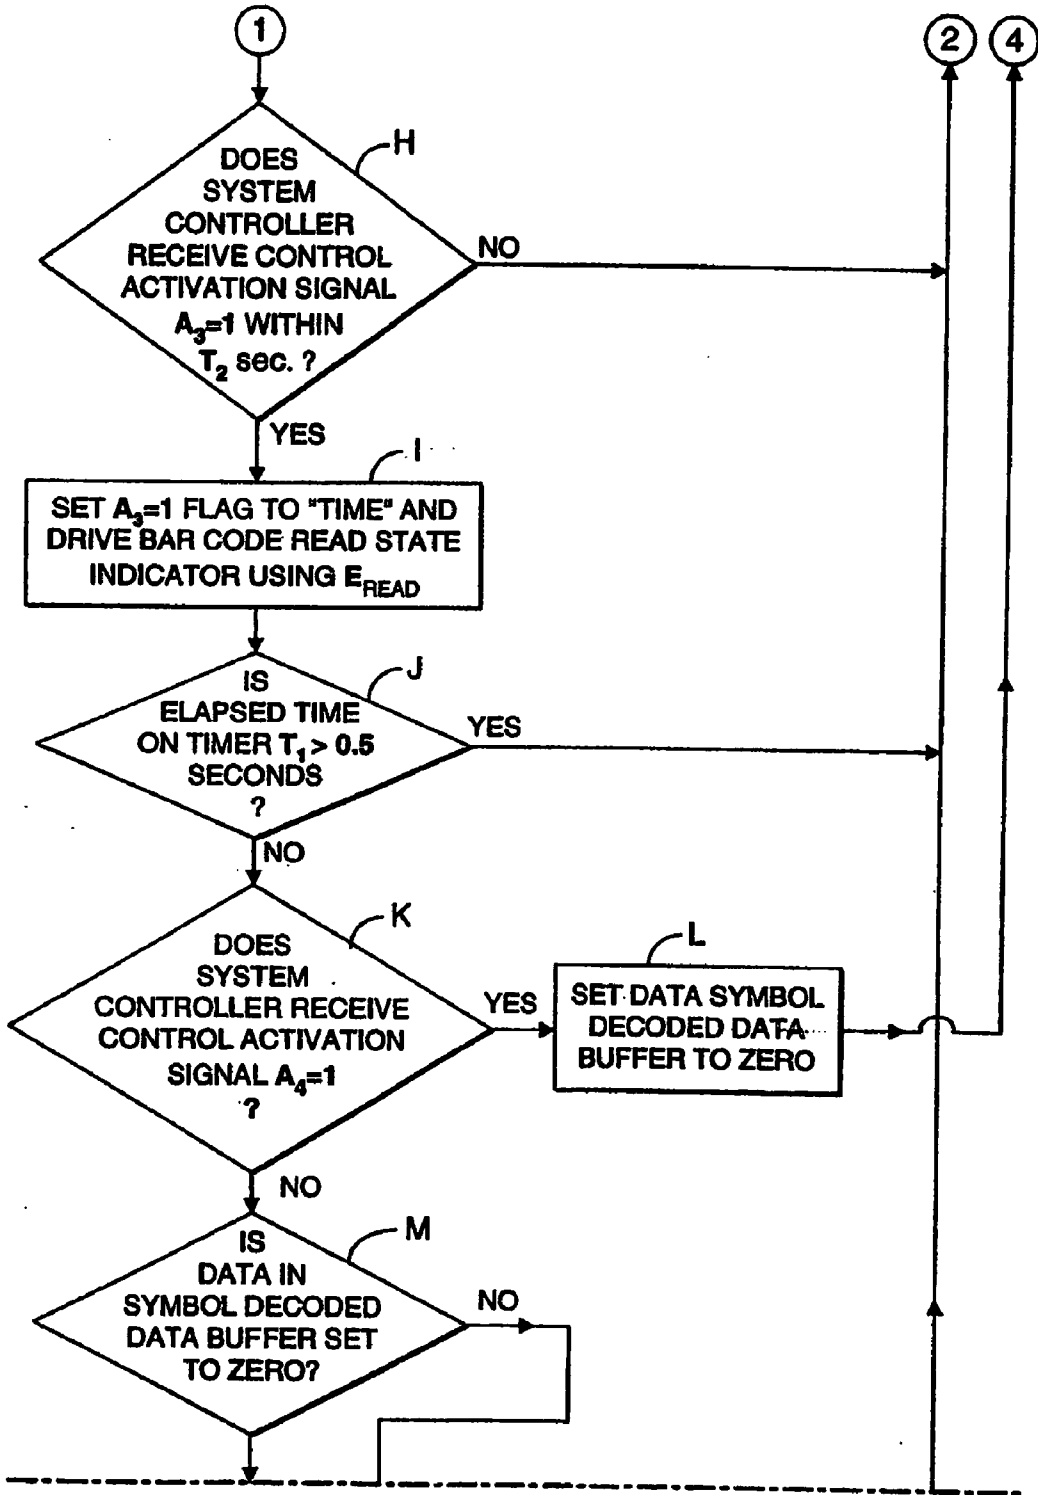 1
2
4
H
DOES
SYSTEM
CONTROLLER
RECEIVE CONTROL
ACTIVATION SIGNAL
A₃=1 WITHIN
T₂ sec. ?
NO
YES
I
SET A₃=1 FLAG TO "TIME" AND
DRIVE BAR CODE READ STATE
INDICATOR USING E_READ
J
IS
ELAPSED TIME
ON TIMER T₁ > 0.5
SECONDS
?
YES
NO
K
DOES
SYSTEM
CONTROLLER RECEIVE
CONTROL ACTIVATION
SIGNAL A₄=1
?
YES
L
SET DATA SYMBOL
DECODED DATA
BUFFER TO ZERO
NO
M
IS
DATA IN
SYMBOL DECODED
DATA BUFFER SET
TO ZERO?
NO